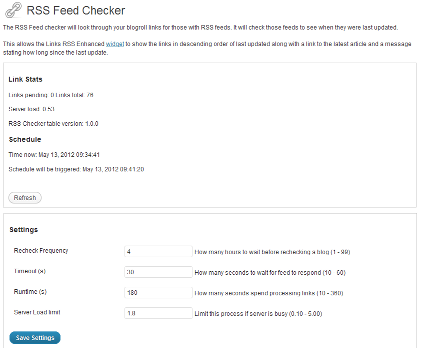 RSS Feed Checker
The RSS Feed checker will look through your blogroll links for those with RSS feeds. It will check those feeds to see when they were last updated.
This allows the Links RSS Enhanced widget to show the links in descending order of last updated along with a link to the latest article and a message
stating how long since the last update.
Link Stats
Links pending: 0 Links total: 76
Server load: 0.53
RSS Checker table version: 1.0.0
Schedule
Time now: May 13, 2012 09:34:41
Schedule will be triggered: May 13, 2012 09:41:20
Refresh
Settings
Recheck Frequency 4 How many hours to wait before rechecking a blog (1 - 99)
Timeout (s) 30 How many seconds to wait for feed to respond (10 - 60)
Runtime (s) 180 How many seconds spend processing links (10 - 360)
Server Load limit 1.8 Limit this process if server is busy (0.10 - 5.00)
Save Settings